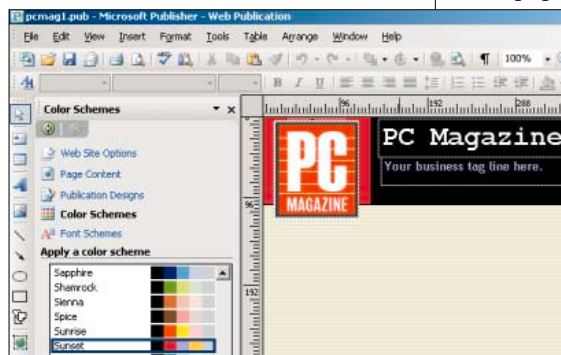 pcmag1.pub - Microsoft Publisher - Web Publication
File Edit View Insert Format Tools Table Arrange Window Help
100%
Color Schemes
Web Site Options
Page Content
Publication Designs
Color Schemes
Font Schemes
Apply a color scheme
Sapphire
Shamrock
Sienna
Spice
Sunrise
Sunset
96 192 288
96
192
PC
MAGAZINE
PC Magazine
Your business tag line here.